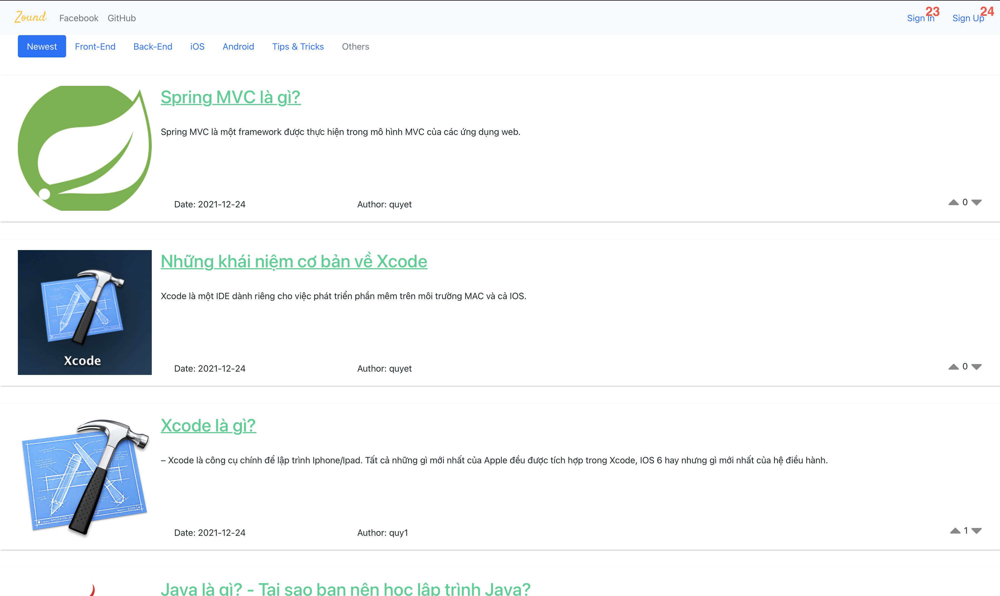 Zound Facebook GitHub Sign In 23 Sign Up 24
Newest Front-End Back-End iOS Android Tips & Tricks Others
Spring MVC là gì?
Spring MVC là một framework được thực hiện trong mô hình MVC của các ứng dụng web.
Date: 2021-12-24 Author: quyet 0
Những khái niệm cơ bản về Xcode
Xcode là một IDE dành riêng cho việc phát triển phần mêm trên môi trường MAC và cả IOS.
Xcode
Date: 2021-12-24 Author: quyet 0
Xcode là gì?
– Xcode là công cụ chính để lập trình Iphone/Ipad. Tất cả những gì mới nhất của Apple đều được tích hợp trong Xcode, IOS 6 hay nhưng gì mới nhất của hệ điều hành.
Date: 2021-12-24 Author: quy1 1
Java là gì? - Tại sao bạn nên học lập trình Java?